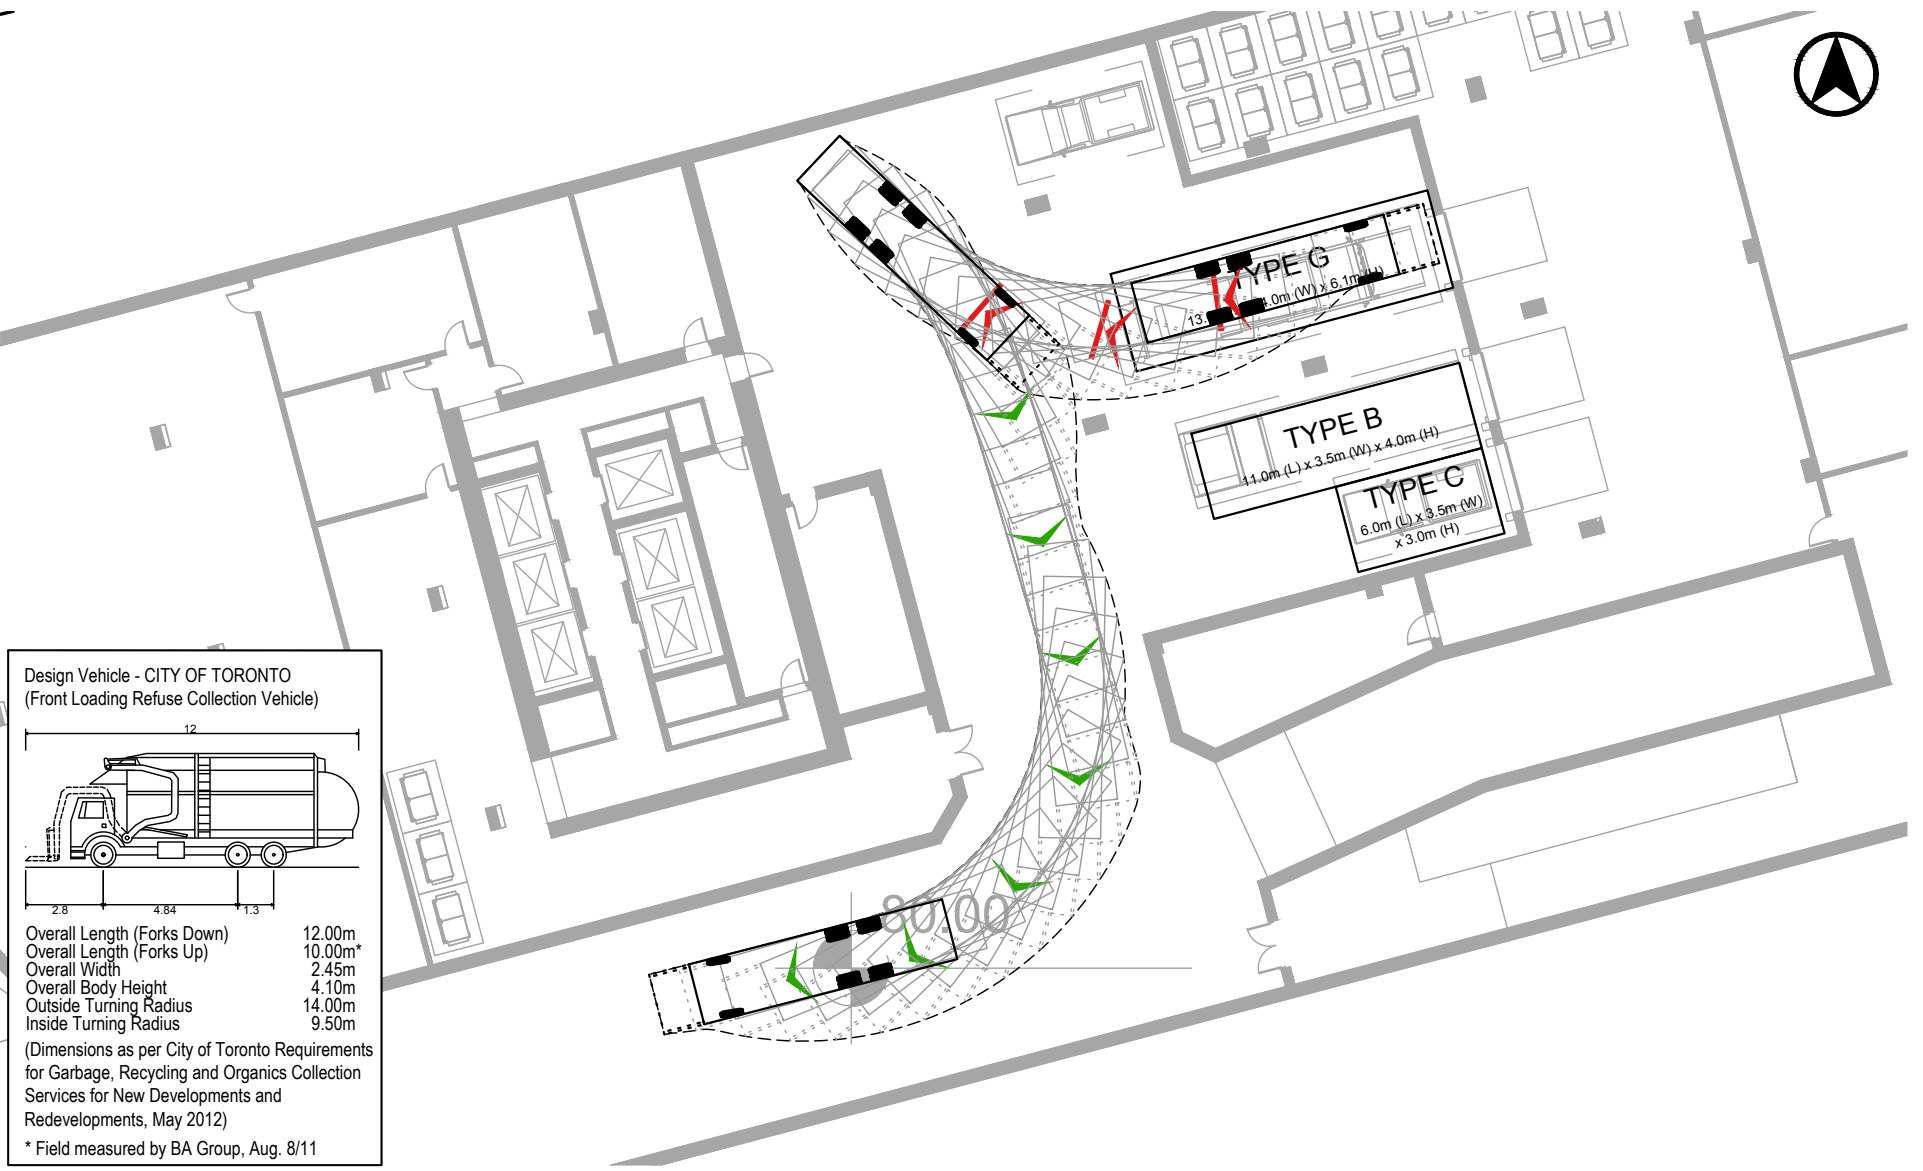 TYPE G
13.
4.0m (W) x 6.1m (H)
TYPE B
11.0m (L) x 3.5m (W) x 4.0m (H)
TYPE C
6.0m (L) x 3.5m (W)
x 3.0m (H)
80.00
Design Vehicle - CITY OF TORONTO
(Front Loading Refuse Collection Vehicle)
12
2.8 4.84 1.3
Overall Length (Forks Down) 12.00m
Overall Length (Forks Up) 10.00m*
Overall Width 2.45m
Overall Body Height 4.10m
Outside Turning Radius 14.00m
Inside Turning Radius 9.50m
(Dimensions as per City of Toronto Requirements
for Garbage, Recycling and Organics Collection
Services for New Developments and
Redevelopments, May 2012)
* Field measured by BA Group, Aug. 8/11